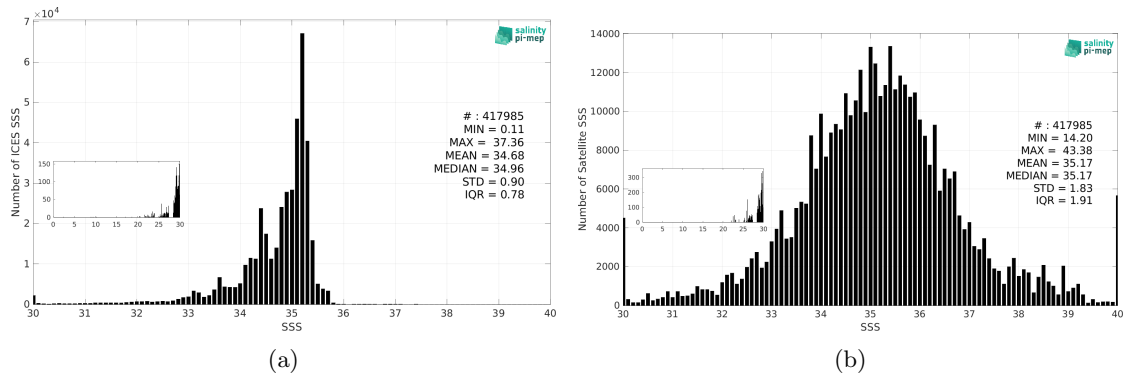 ×10⁴
7
6
5
4
3
2
1
0
Number of ICES SSS
salinity
pi-mep
# : 417985
MIN = 0.11
MAX = 37.36
MEAN = 34.68
MEDIAN = 34.96
STD = 0.90
IQR = 0.78
150
100
50
0
0 5 10 15 20 25 30
30 31 32 33 34 35 36 37 38 39 40
SSS
(a)
14000
12000
10000
8000
6000
4000
2000
0
Number of Satellite SSS
salinity
pi-mep
# : 417985
MIN = 14.20
MAX = 43.38
MEAN = 35.17
MEDIAN = 35.17
STD = 1.83
IQR = 1.91
300
200
100
0
0 5 10 15 20 25 30
30 31 32 33 34 35 36 37 38 39 40
SSS
(b)